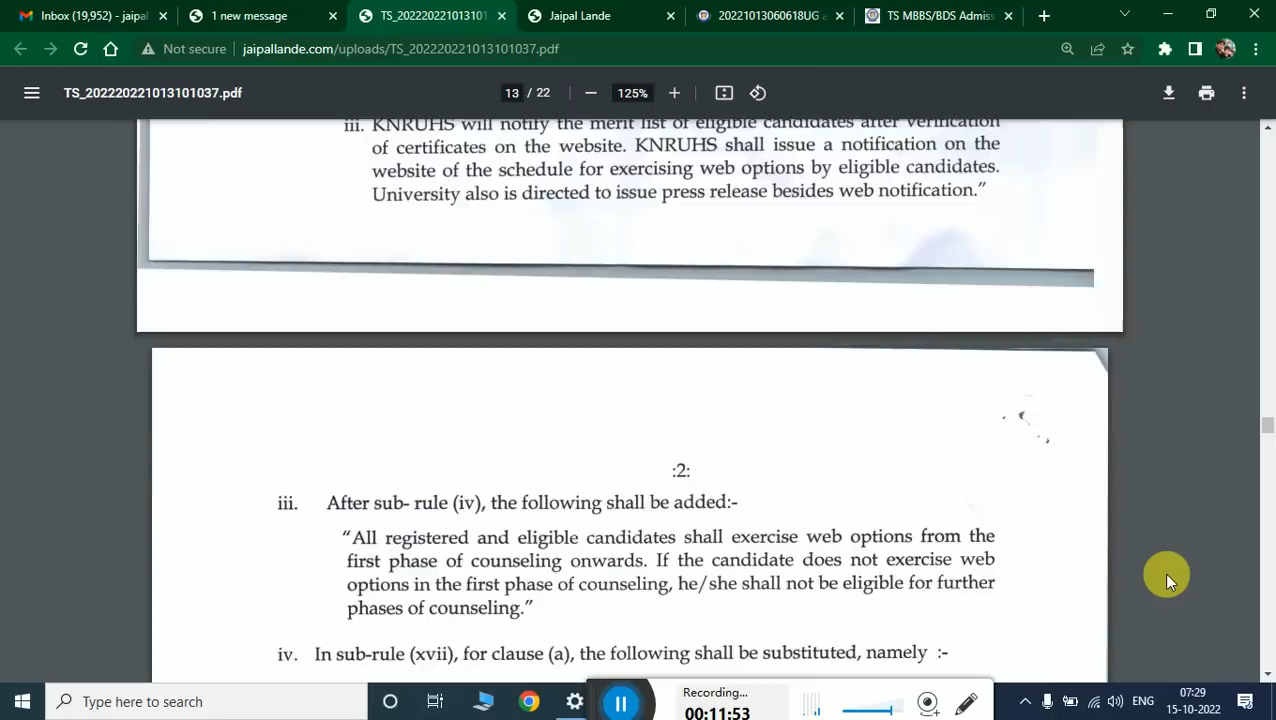 Inbox (19,952) - jaipal
1 new message
TS_2022022101310
Jaipal Lande
20221013060618UG a
TS MBBS/BDS Admiss
Not secure
jaipallande.com/uploads/TS_202220221013101037.pdf
TS_202220221013101037.pdf
13 / 22
125%
iii. KNRUHS will notify the merit list of eligible candidates after verification
of certificates on the website. KNRUHS shall issue a notification on the
website of the schedule for exercising web options by eligible candidates.
University also is directed to issue press release besides web notification.”
:2:
iii. After sub- rule (iv), the following shall be added:-
“All registered and eligible candidates shall exercise web options from the
first phase of counseling onwards. If the candidate does not exercise web
options in the first phase of counseling, he/she shall not be eligible for further
phases of counseling.”
iv. In sub-rule (xvii), for clause (a), the following shall be substituted, namely :-
Type here to search
Recording...
00:11:53
ENG
07:29
15-10-2022